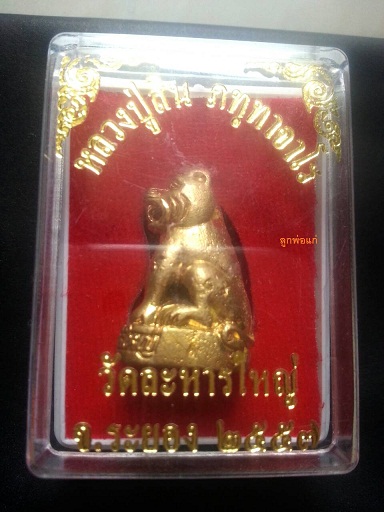 หลวงปู่สิน ภทฺทาจาโร
ลูกพ่อแก่
วัดละหารใหญ่
จ.ระยอง ๒๕๕๗